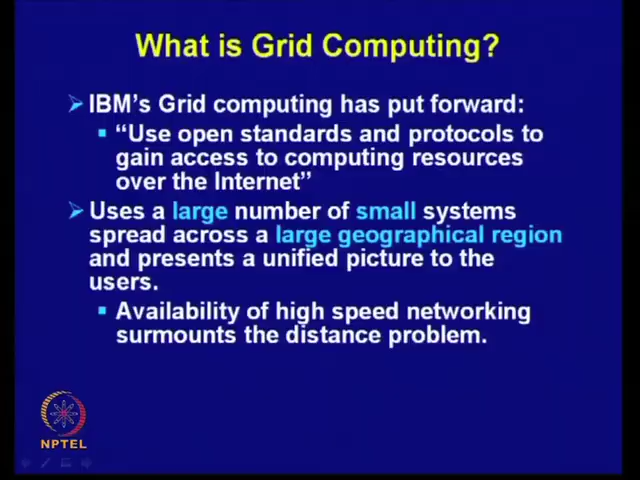 What is Grid Computing?
IBM's Grid computing has put forward:
"Use open standards and protocols to
gain access to computing resources
over the Internet"
Uses a large number of small systems
spread across a large geographical region
and presents a unified picture to the
users.
Availability of high speed networking
surmounts the distance problem.
NPTEL